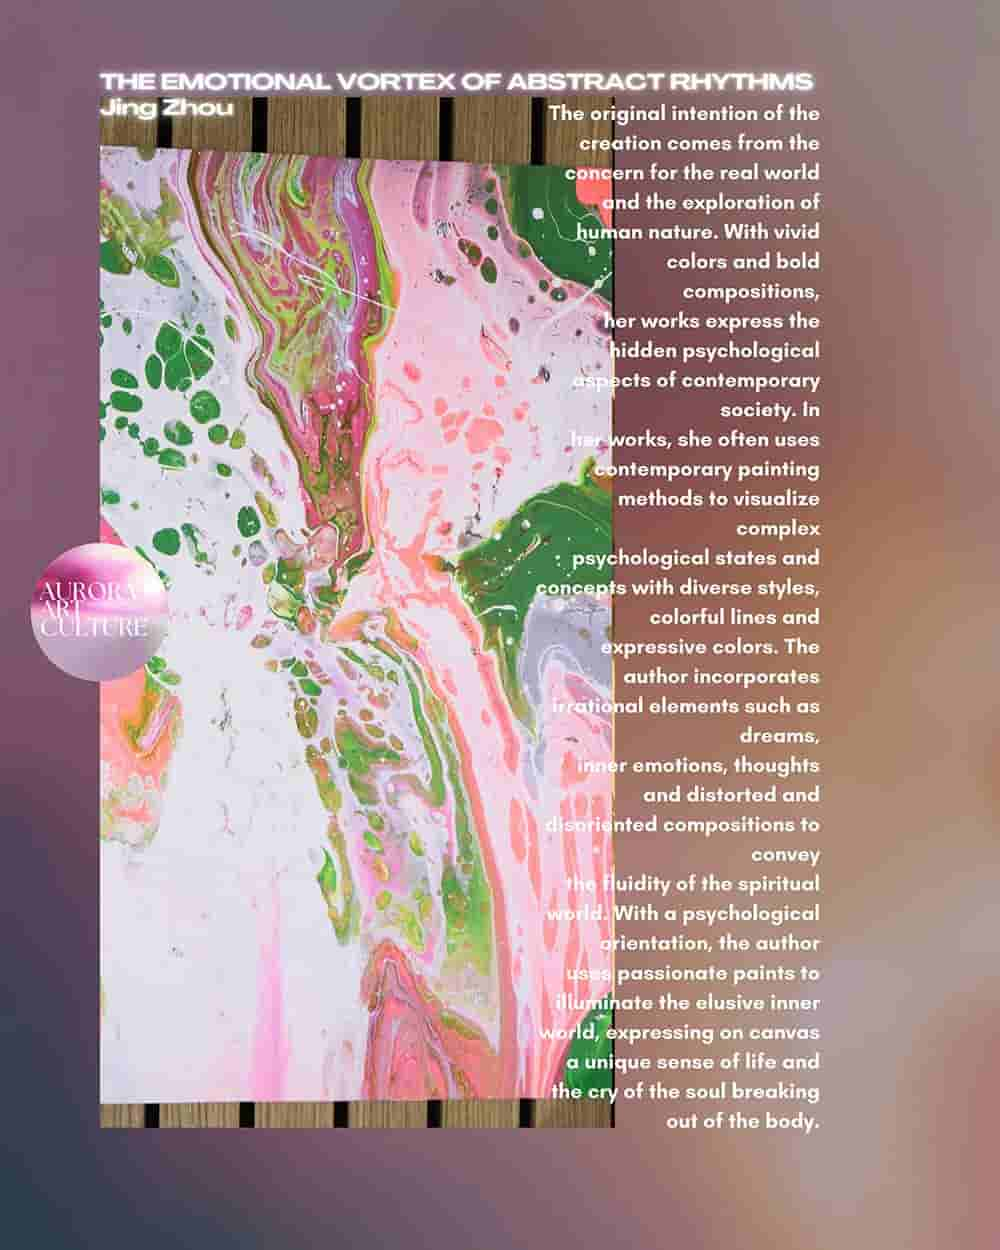 THE EMOTIONAL VORTEX OF ABSTRACT RHYTHMS
Jing Zhou
The original intention of the
creation comes from the
concern for the real world
and the exploration of
human nature. With vivid
colors and bold
compositions,
her works express the
hidden psychological
aspects of contemporary
society. In
her works, she often uses
contemporary painting
methods to visualize
complex
psychological states and
concepts with diverse styles,
colorful lines and
expressive colors. The
author incorporates
irrational elements such as
dreams,
inner emotions, thoughts
and distorted and
disoriented compositions to
convey
the fluidity of the spiritual
world. With a psychological
orientation, the author
uses passionate paints to
illuminate the elusive inner
world, expressing on canvas
a unique sense of life and
the cry of the soul breaking
out of the body.
AURORA
ART
CULTURE